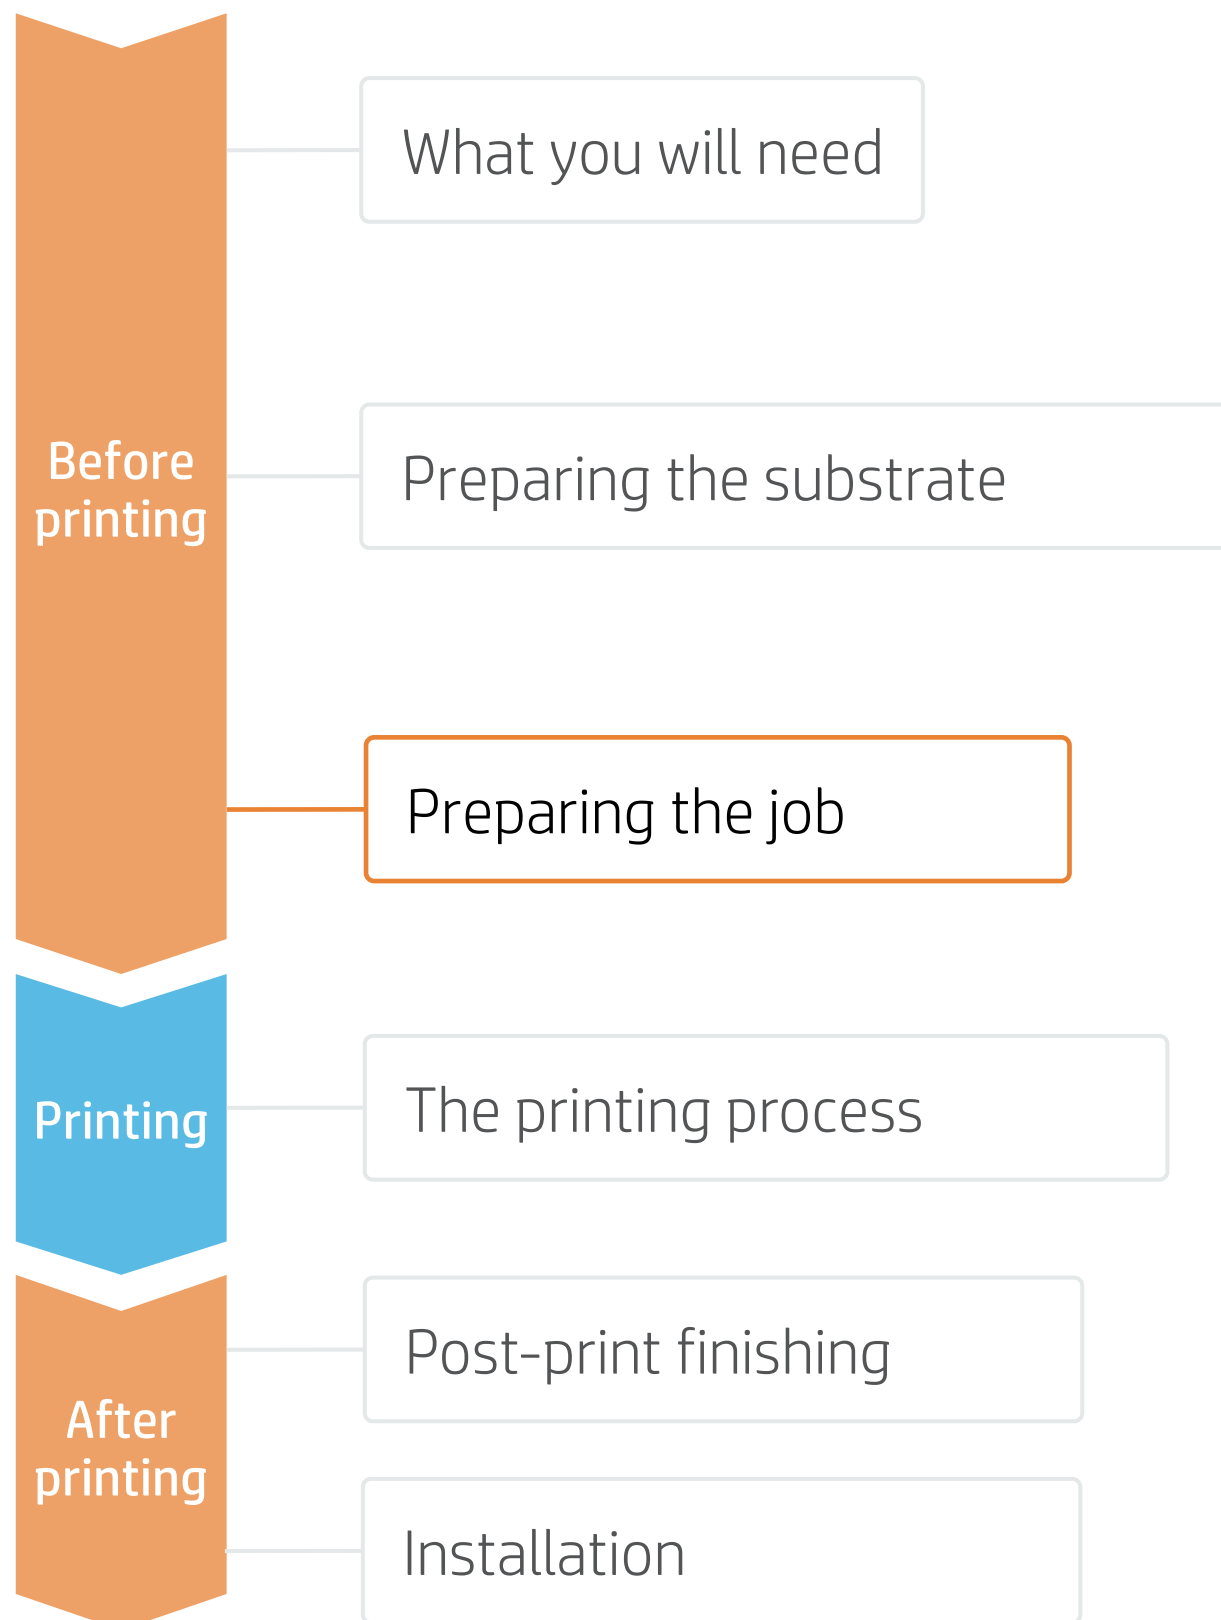 What you will need
Before
printing
Preparing the substrate
Preparing the job
Printing
The printing process
After
printing
Post-print finishing
Installation